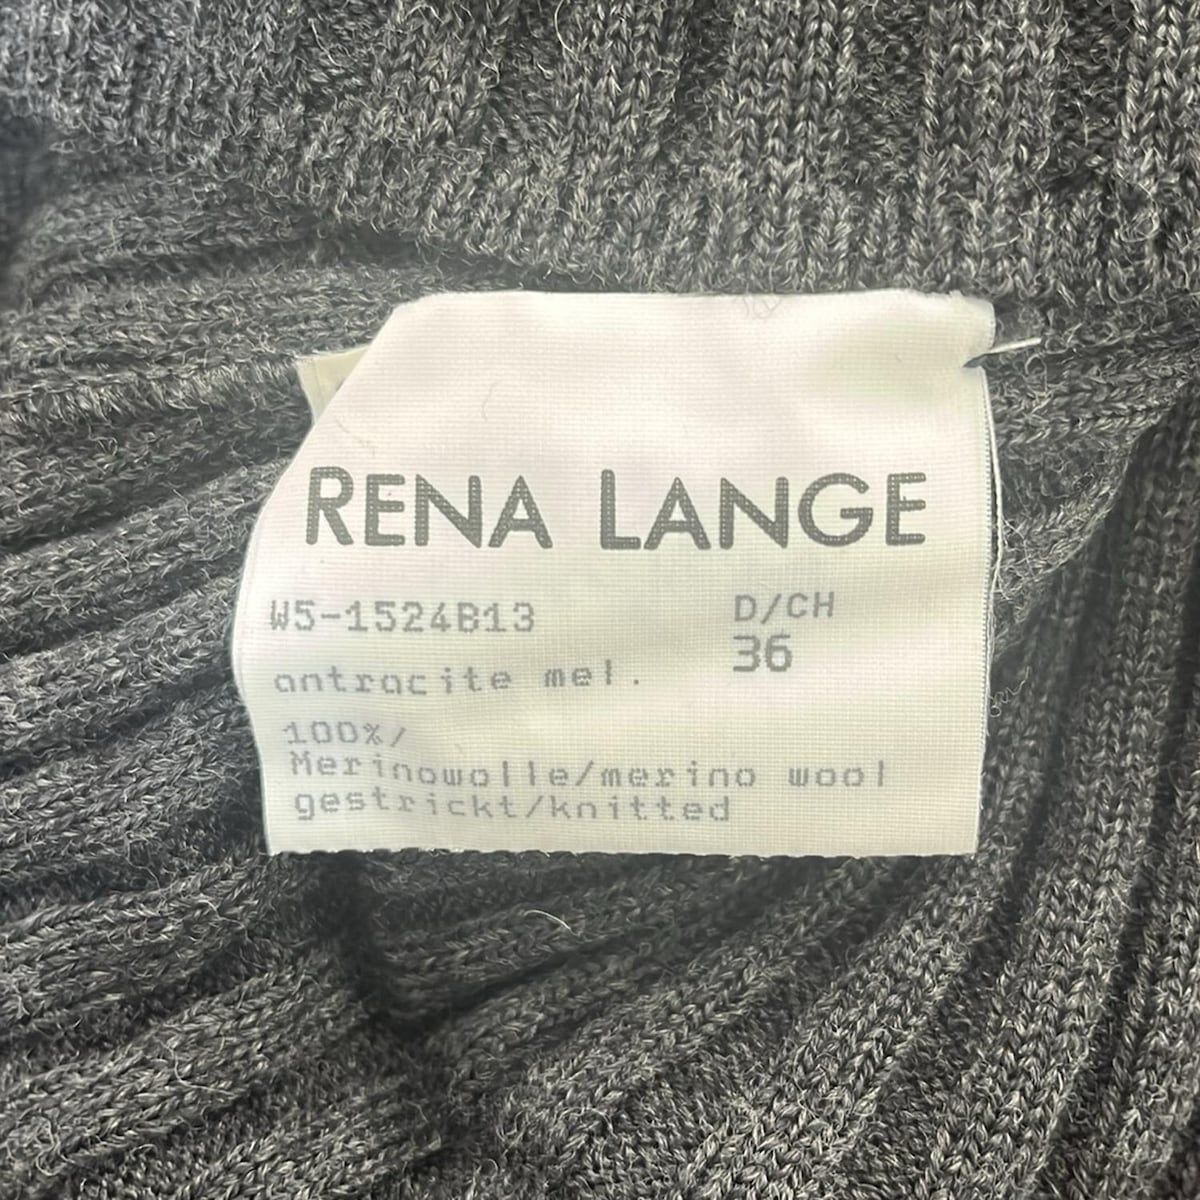 RENA LANGE
W5-1524B13 D/CH
36
antracite mel.
100%/
Merinowolle/merino wool
gestrickt/knitted